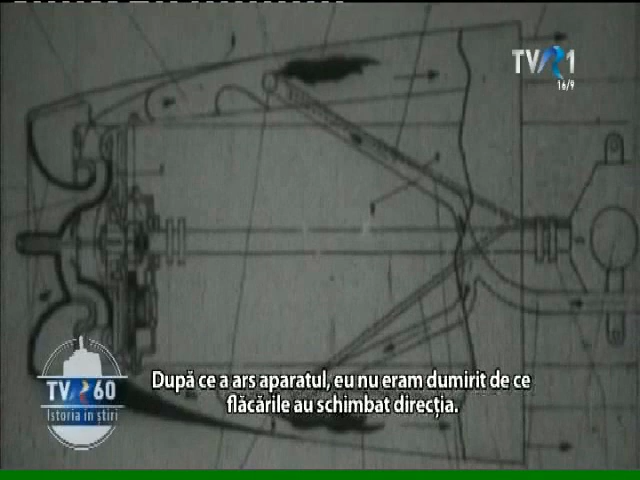 TVR1
16/9
TVR60
Istoria în știri
După ce a ars aparatul, eu nu eram dumirit de ce
flăcările au schimbat direcția.